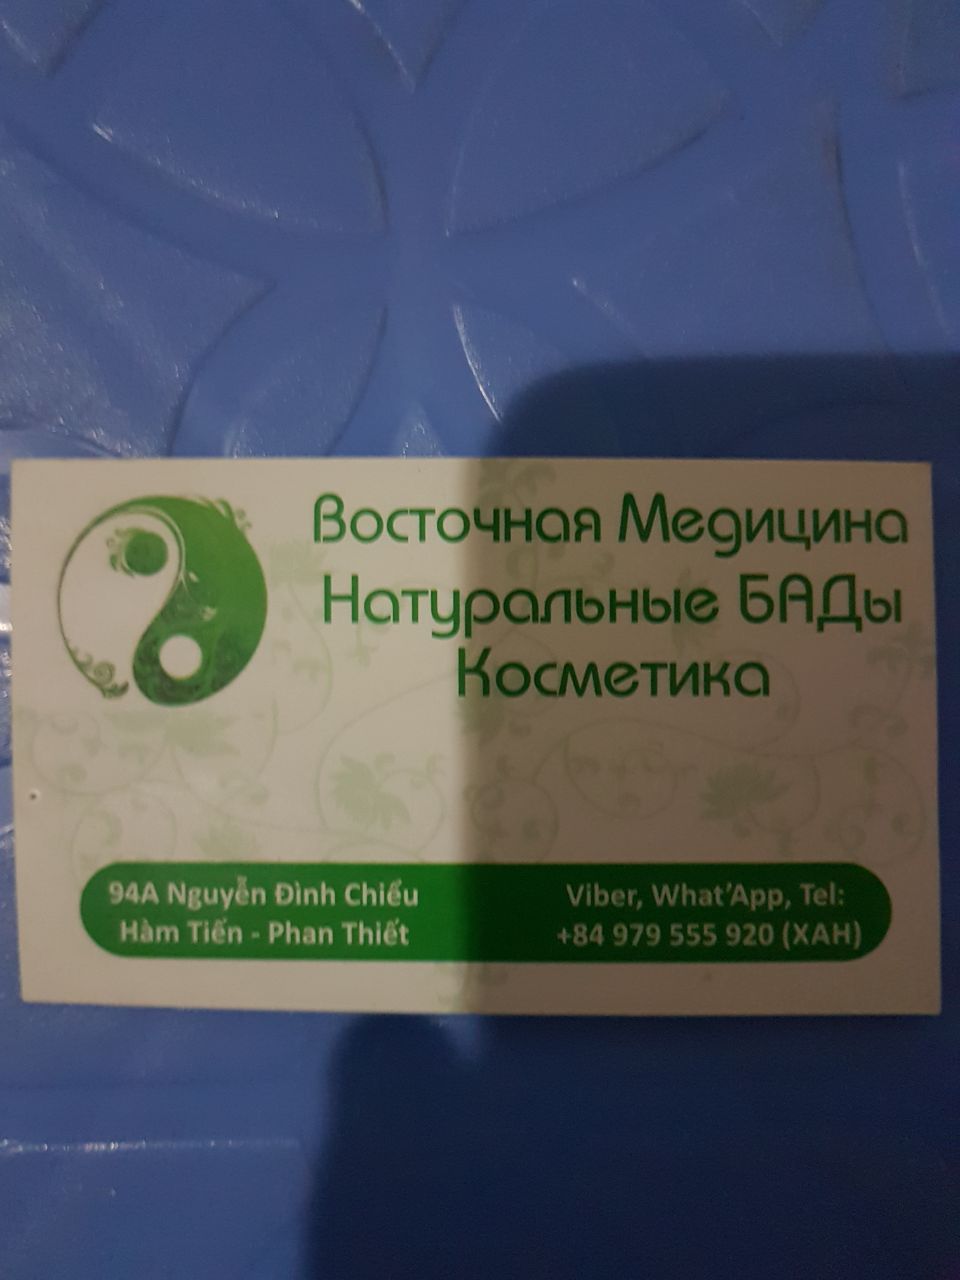 Восточная Медицина
Натуральные БАДы
Косметика
94A Nguyễn Đình Chiểu
Hàm Tiến - Phan Thiết
Viber, What'App, Tel:
+84 979 555 920 (ХАН)